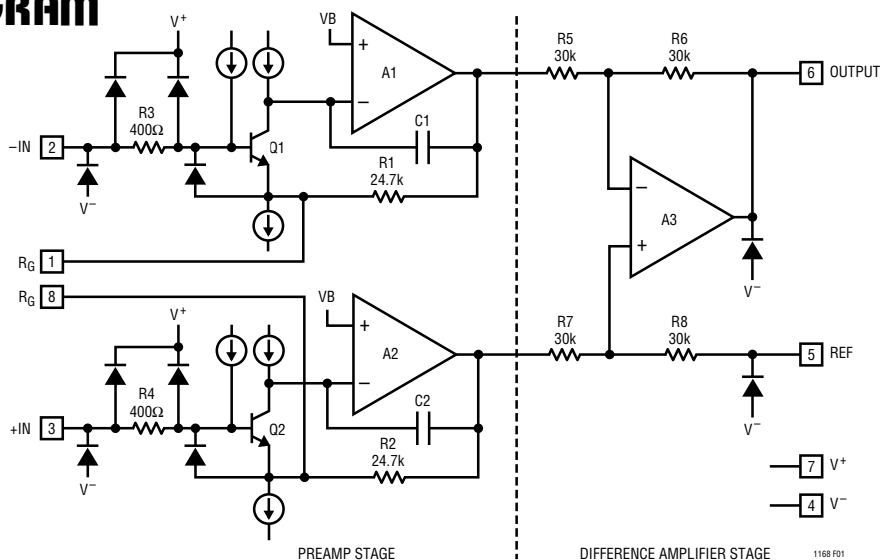 V+
VB
R5
30k
R6
30k
+
A1
−
6 OUTPUT
R3
400Ω
C1
−IN 2
Q1
R1
24.7k
V−
−
A3
+
RG 1
RG 8
V−
V+
VB
R7
30k
R8
30k
+
A2
−
5 REF
R4
400Ω
C2
+IN 3
Q2
R2
24.7k
V−
V−
7 V+
4 V−
PREAMP STAGE
DIFFERENCE AMPLIFIER STAGE
1168 F01